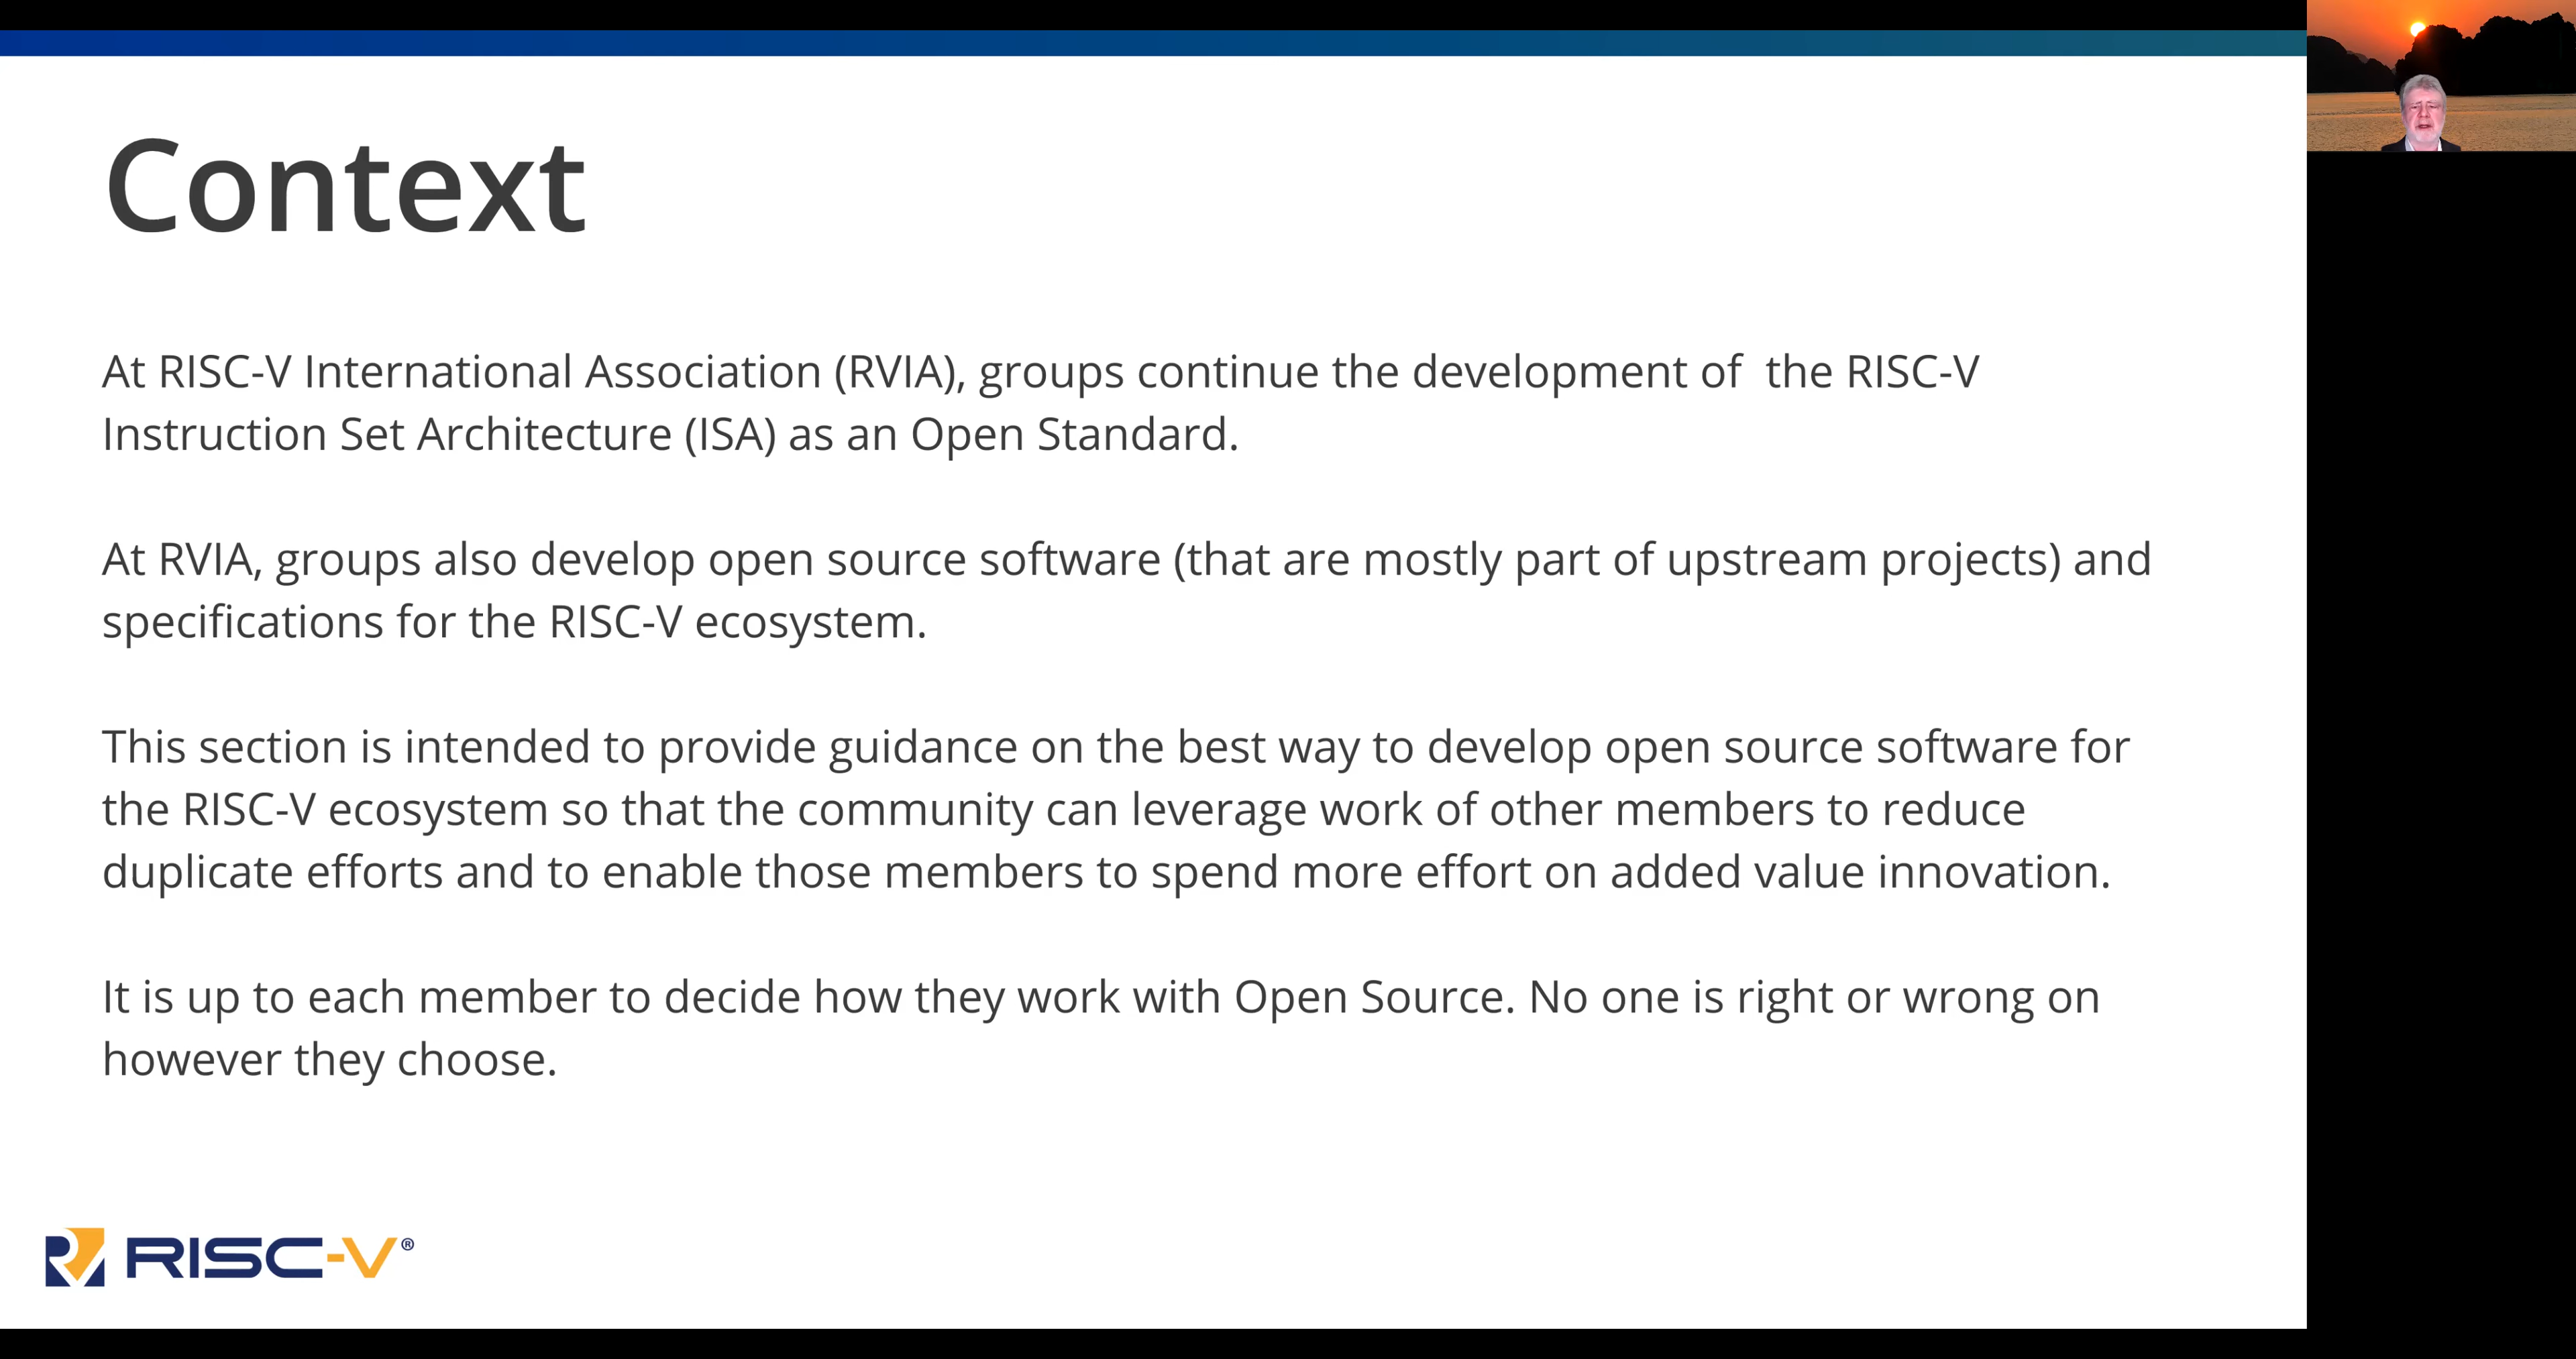 Context
At RISC-V International Association (RVIA), groups continue the development of  the RISC-V
Instruction Set Architecture (ISA) as an Open Standard.
At RVIA, groups also develop open source software (that are mostly part of upstream projects) and
specifications for the RISC-V ecosystem.
This section is intended to provide guidance on the best way to develop open source software for
the RISC-V ecosystem so that the community can leverage work of other members to reduce
duplicate efforts and to enable those members to spend more effort on added value innovation.
It is up to each member to decide how they work with Open Source. No one is right or wrong on
however they choose.
RISC-V®